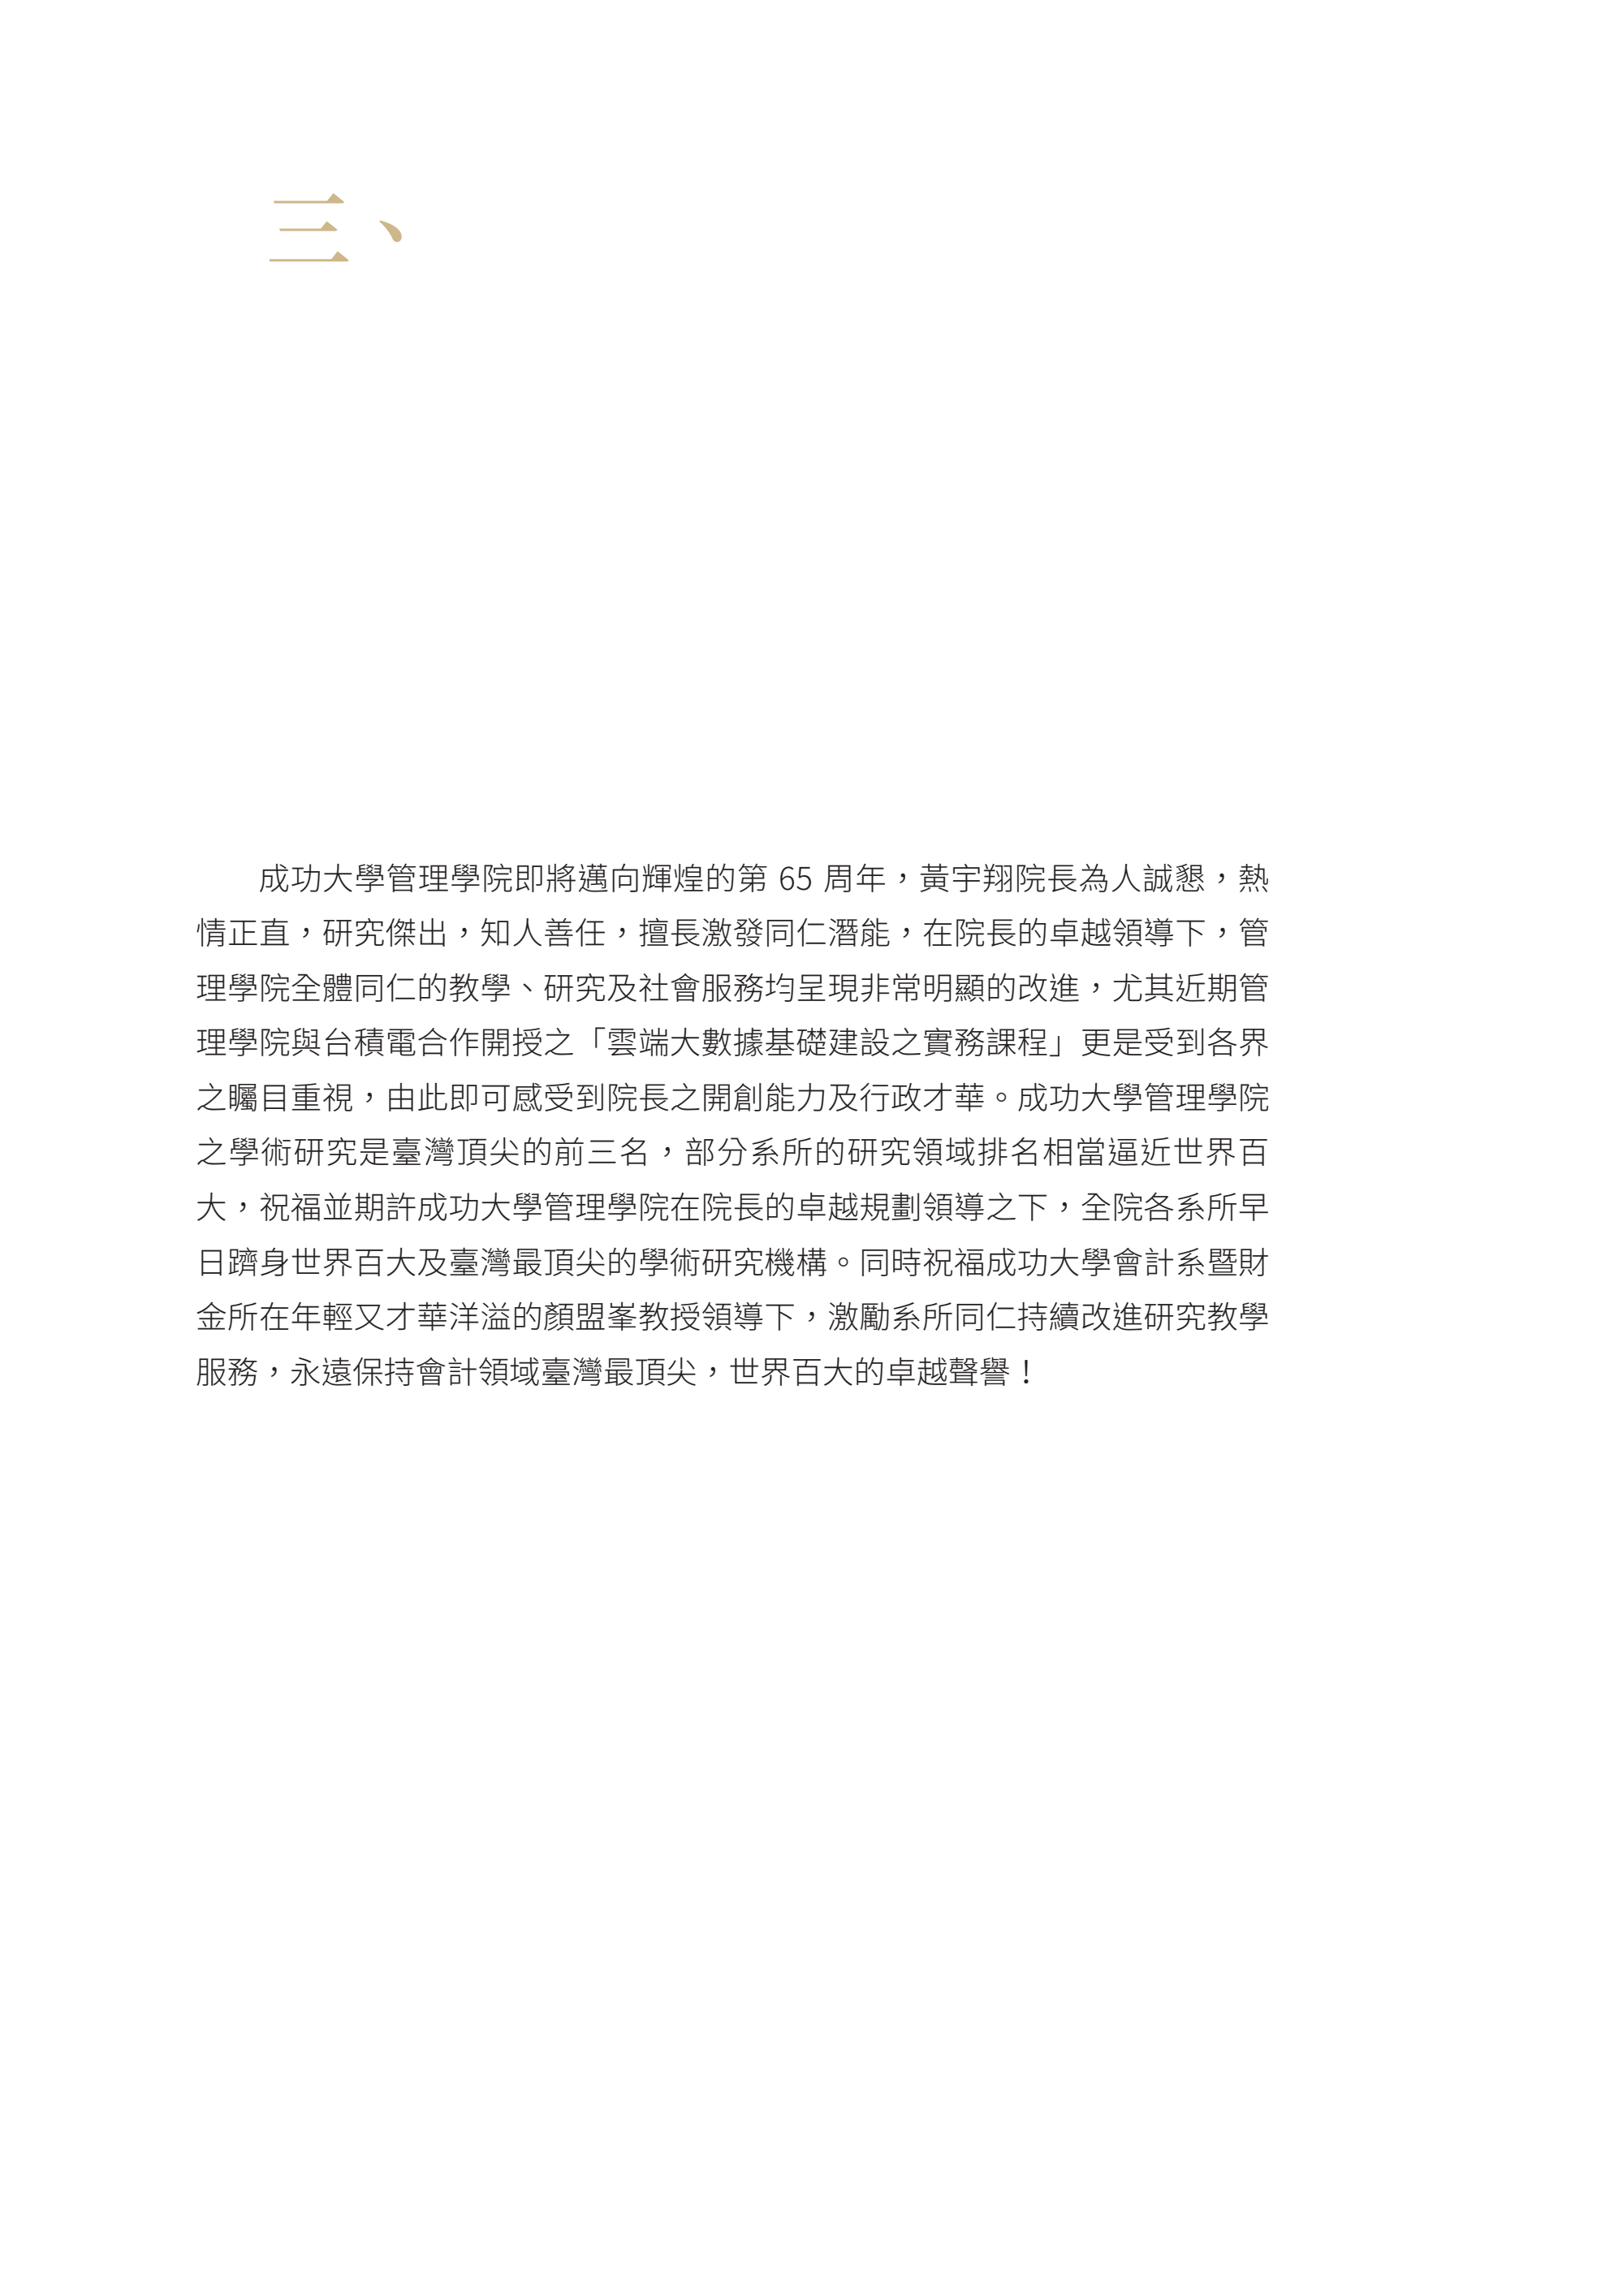 三、
成功大學管理學院即將邁向輝煌的第 65 周年，黃宇翔院長為人誠懇，熱
情正直，研究傑出，知人善任，擅長激發同仁潛能，在院長的卓越領導下，管
理學院全體同仁的教學、研究及社會服務均呈現非常明顯的改進，尤其近期管
理學院與台積電合作開授之「雲端大數據基礎建設之實務課程」更是受到各界
之矚目重視，由此即可感受到院長之開創能力及行政才華。成功大學管理學院
之學術研究是臺灣頂尖的前三名，部分系所的研究領域排名相當逼近世界百
大，祝福並期許成功大學管理學院在院長的卓越規劃領導之下，全院各系所早
日躋身世界百大及臺灣最頂尖的學術研究機構。同時祝福成功大學會計系暨財
金所在年輕又才華洋溢的顏盟峯教授領導下，激勵系所同仁持續改進研究教學
服務，永遠保持會計領域臺灣最頂尖，世界百大的卓越聲譽！